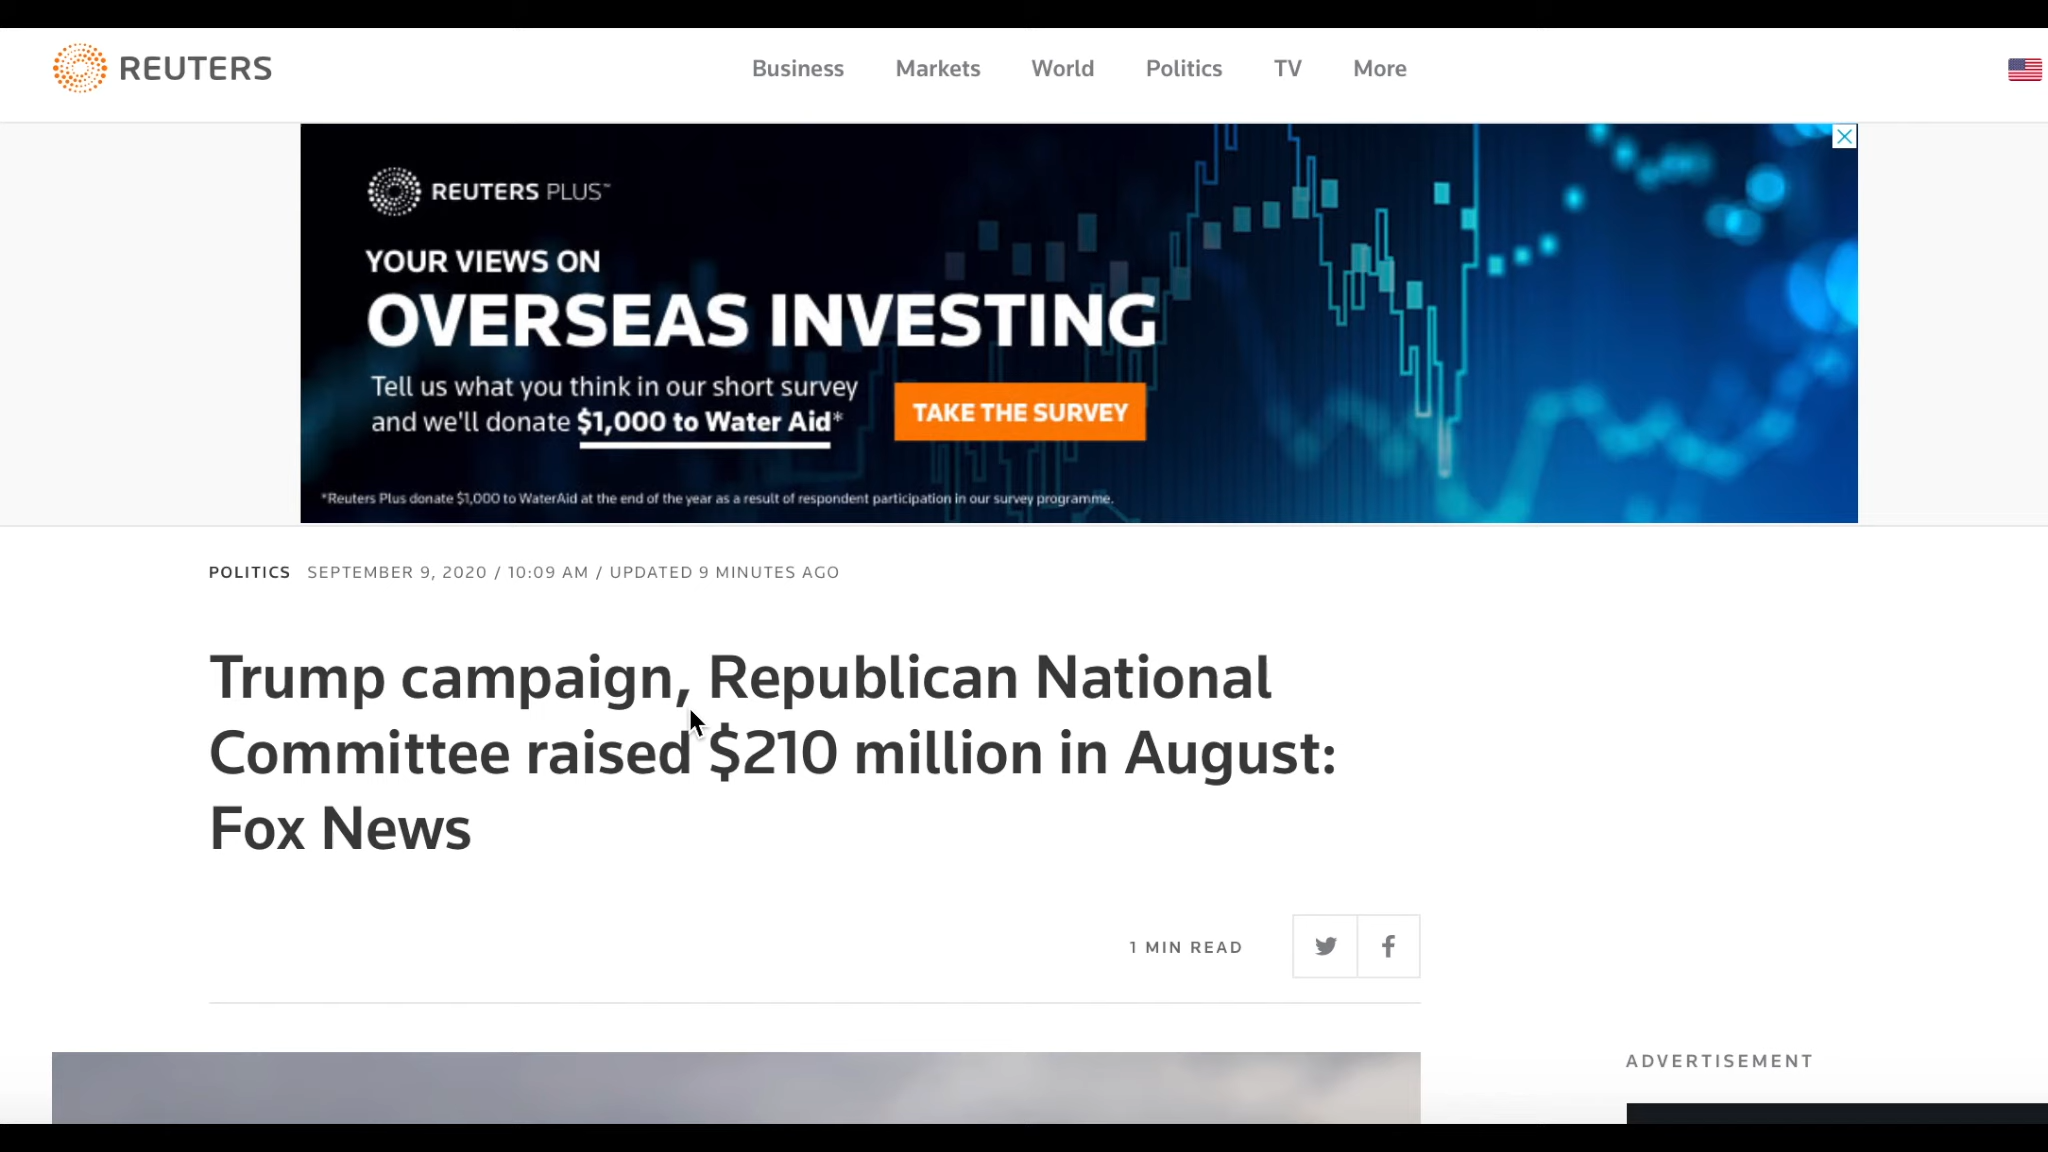 REUTERS
Business Markets World Politics TV More
REUTERS PLUS™
YOUR VIEWS ON
OVERSEAS INVESTING
Tell us what you think in our short survey
and we'll donate $1,000 to Water Aid*
TAKE THE SURVEY
*Reuters Plus donate $1,000 to WaterAid at the end of the year as a result of respondent participation in our survey programme.
POLITICS SEPTEMBER 9, 2020 / 10:09 AM / UPDATED 9 MINUTES AGO
Trump campaign, Republican National
Committee raised $210 million in August:
Fox News
1 MIN READ
ADVERTISEMENT